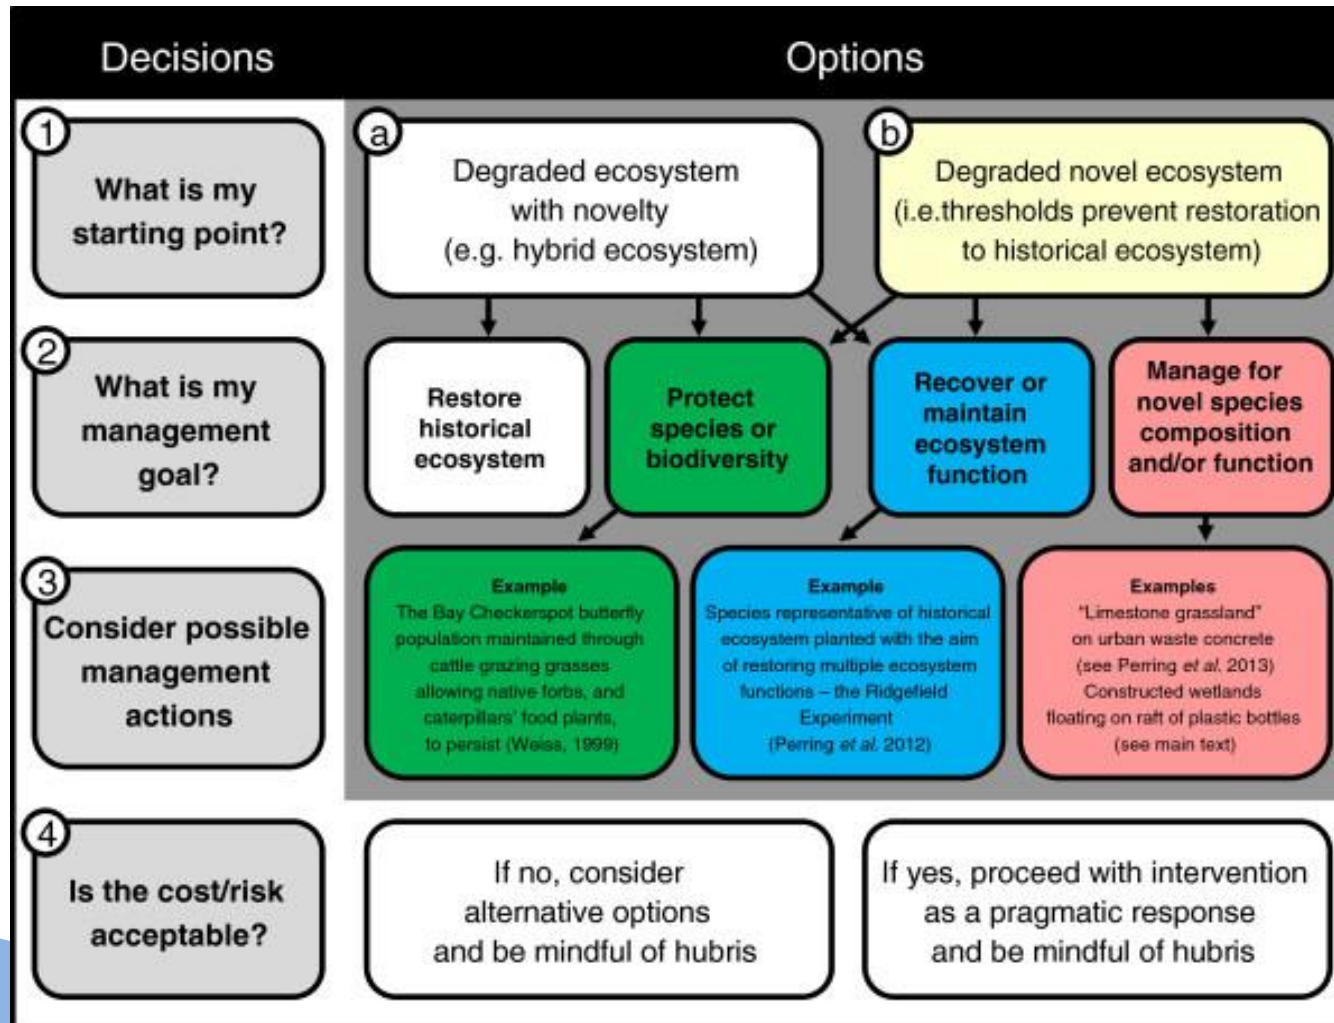 Decisions
Options
1
What is my
starting point?
a
Degraded ecosystem
with novelty
(e.g. hybrid ecosystem)
b
Degraded novel ecosystem
(i.e.thresholds prevent restoration
to historical ecosystem)
2
What is my
management
goal?
Restore
historical
ecosystem
Protect
species or
biodiversity
Recover or
maintain
ecosystem
function
Manage for
novel species
composition
and/or function
3
Consider possible
management
actions
Example
The Bay Checkerspot butterfly
population maintained through
cattle grazing grasses
allowing native forbs, and
caterpillars' food plants,
to persist (Weiss, 1999)
Example
Species representative of historical
ecosystem planted with the aim
of restoring multiple ecosystem
functions – the Ridgefield
Experiment
(Perring et al. 2012)
Examples
“Limestone grassland”
on urban waste concrete
(see Perring et al. 2013)
Constructed wetlands
floating on raft of plastic bottles
(see main text)
4
Is the cost/risk
acceptable?
If no, consider
alternative options
and be mindful of hubris
If yes, proceed with intervention
as a pragmatic response
and be mindful of hubris